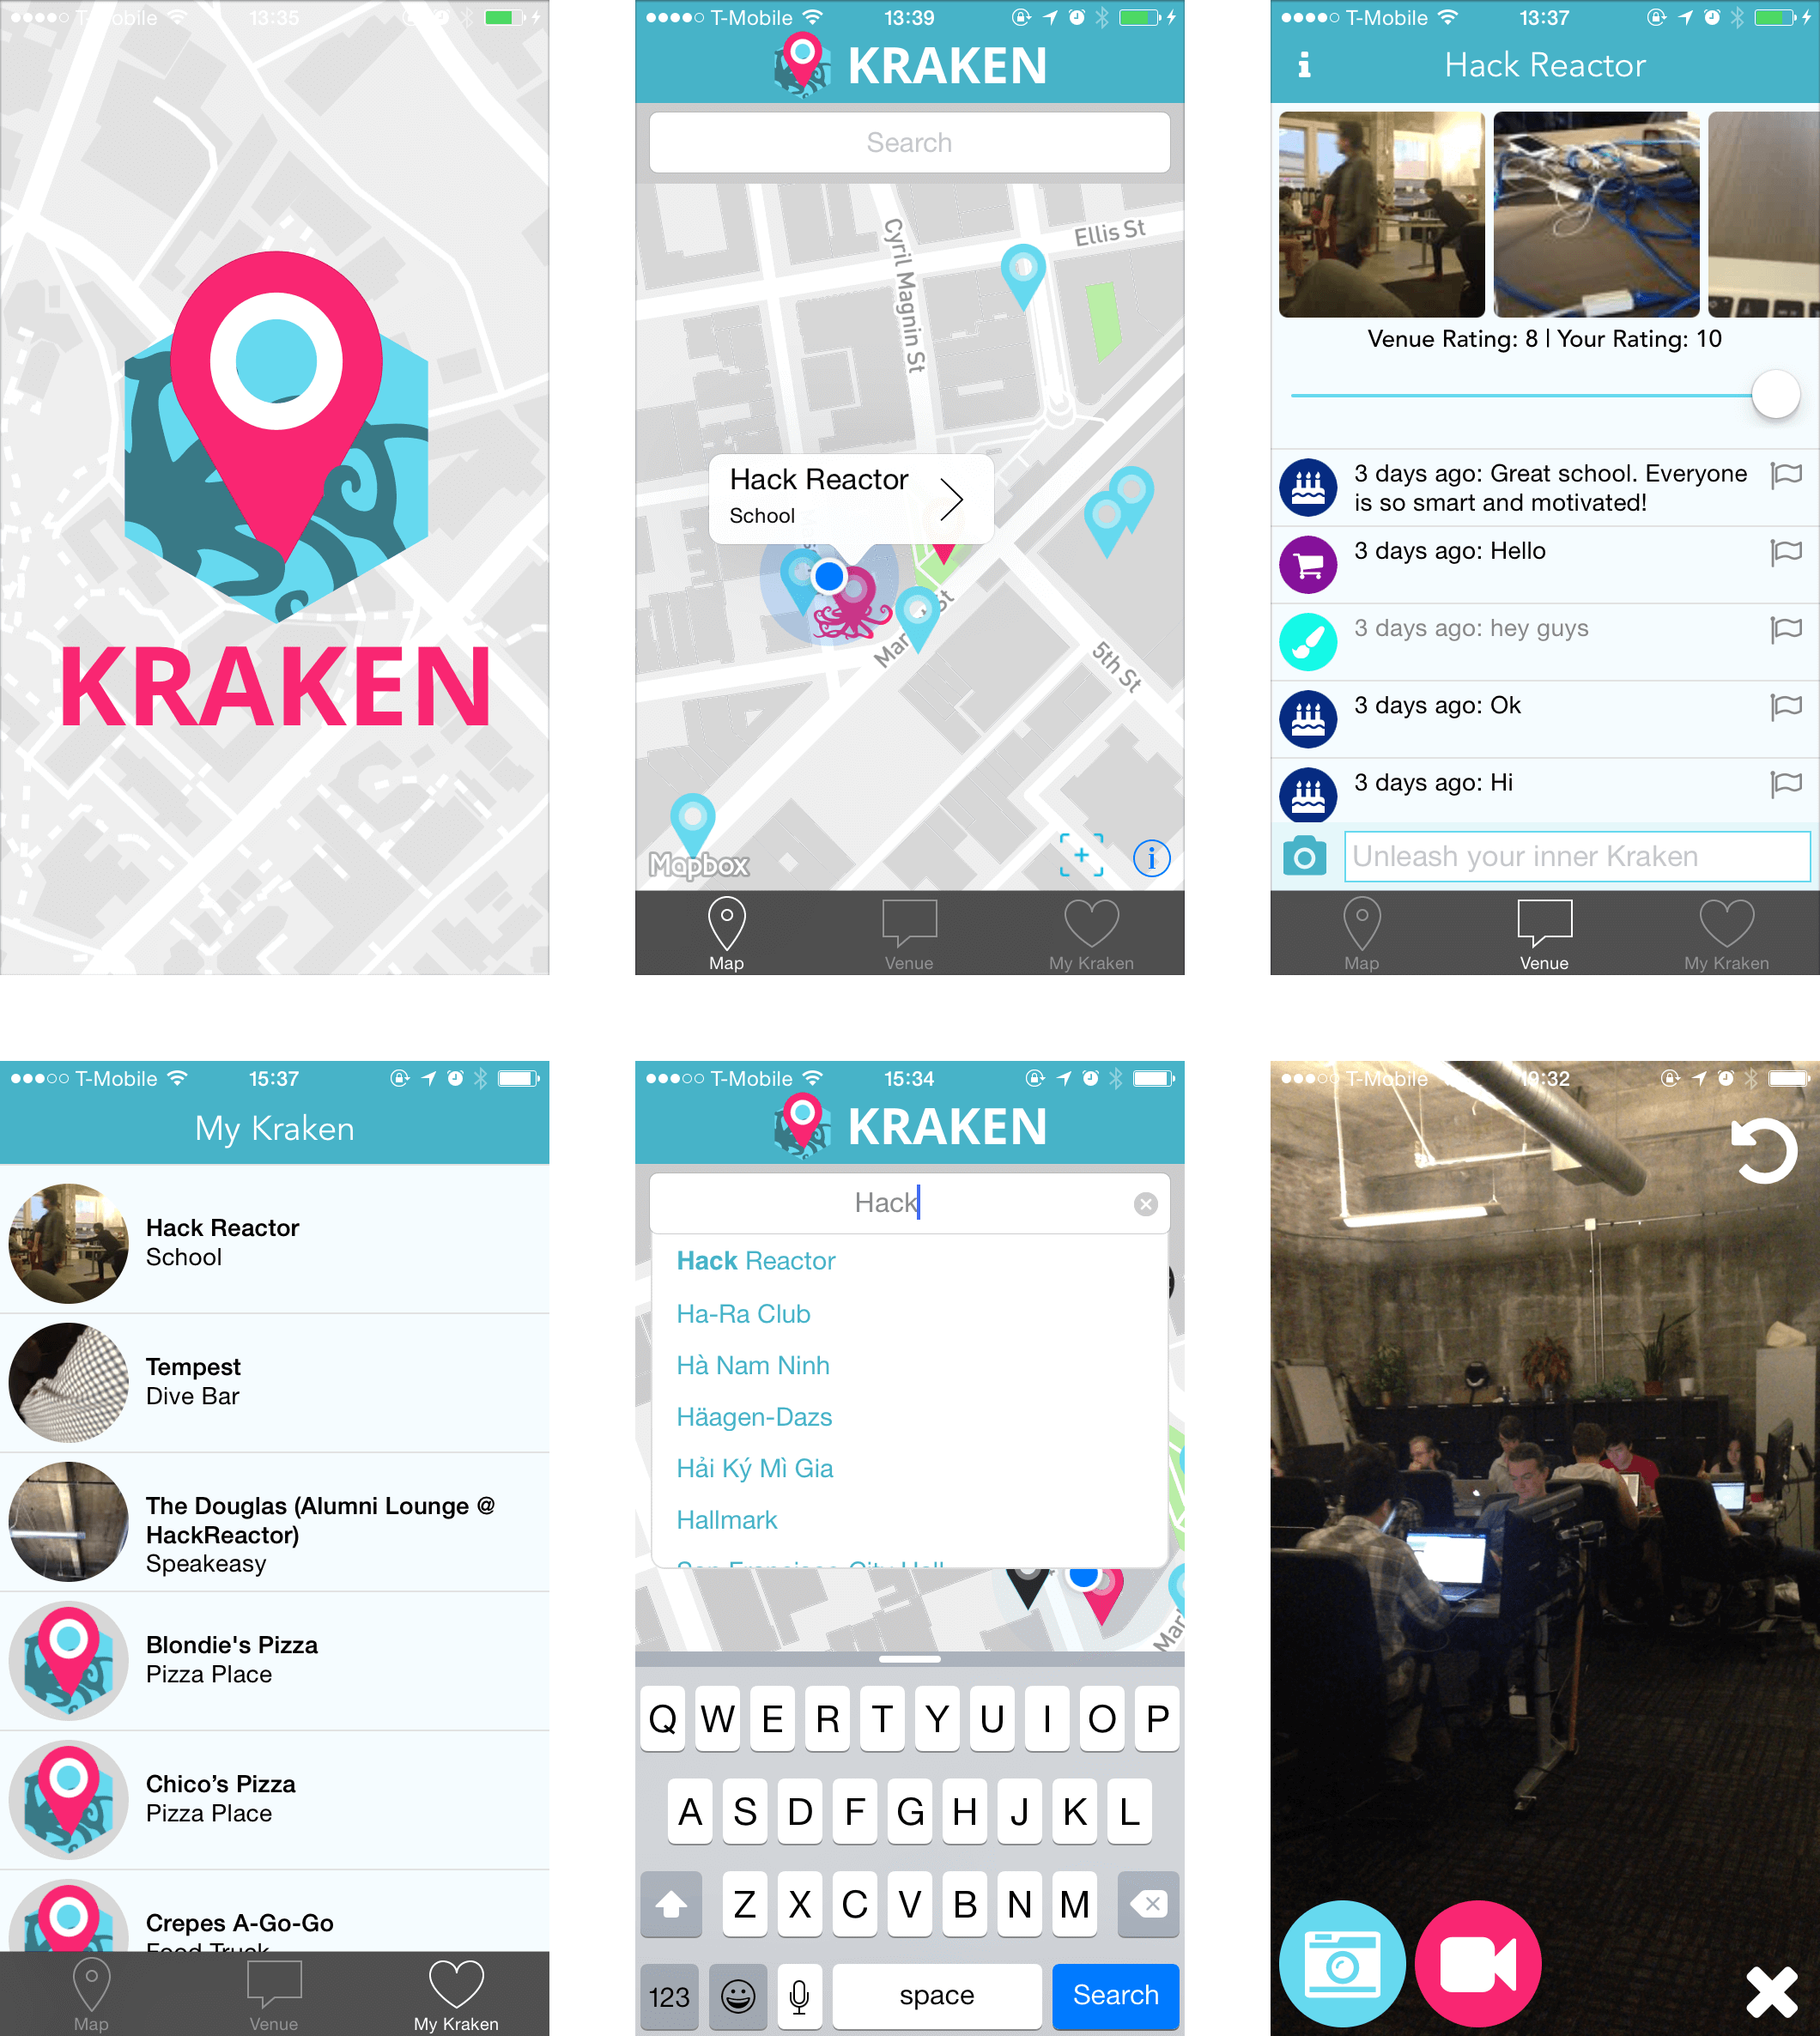 T-Mobile 13:35
KRAKEN
T-Mobile 13:39
KRAKEN
Search
Ellis St
Cyril Magnin St
Hack Reactor
School
5th St
Mapbox
Map Venue My Kraken
T-Mobile 13:37
Hack Reactor
Venue Rating: 8 | Your Rating: 10
3 days ago: Great school. Everyone
is so smart and motivated!
3 days ago: Hello
3 days ago: hey guys
3 days ago: Ok
3 days ago: Hi
Unleash your inner Kraken
Map Venue My Kraken
T-Mobile 15:37
My Kraken
Hack Reactor
School
Tempest
Dive Bar
The Douglas (Alumni Lounge @
HackReactor)
Speakeasy
Blondie's Pizza
Pizza Place
Chico’s Pizza
Pizza Place
Crepes A-Go-Go
Food Truck
Map Venue My Kraken
T-Mobile 15:34
KRAKEN
Hack
Hack Reactor
Ha-Ra Club
Hà Nam Ninh
Häagen-Dazs
Hải Ký Mì Gia
Hallmark
San Francisco City Hall
Mar
Q W E R T Y U I O P
A S D F G H J K L
Z X C V B N M
123 space Search
T-Mobile 19:32